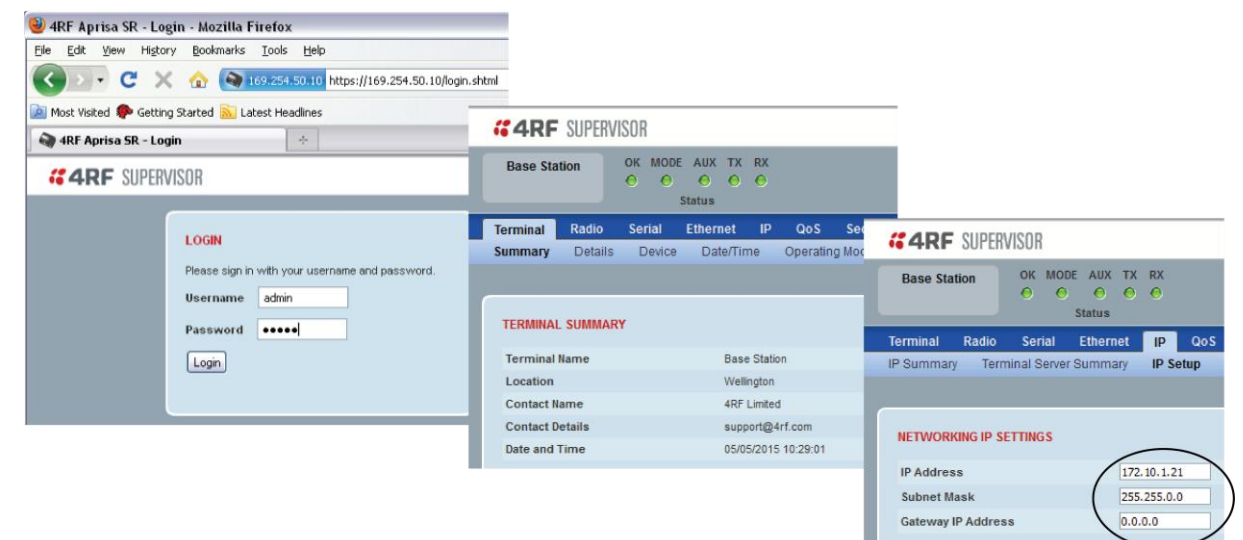 4RF Aprisa SR - Login - Mozilla Firefox
File Edit View History Bookmarks Tools Help
169.254.50.10 https://169.254.50.10/login.shtml
Most Visited Getting Started Latest Headlines
4RF Aprisa SR - Login
4RF SUPERVISOR
LOGIN
Please sign in with your username and password.
Username admin
Password •••••
Login
4RF SUPERVISOR
Base Station
OK MODE AUX TX RX
Status
Terminal Radio Serial Ethernet IP QoS Sec
Summary Details Device Date/Time Operating Mod
TERMINAL SUMMARY
Terminal Name Base Station
Location Wellington
Contact Name 4RF Limited
Contact Details support@4rf.com
Date and Time 05/05/2015 10:29:01
4RF SUPERVISOR
Base Station
OK MODE AUX TX RX
Status
Terminal Radio Serial Ethernet IP QoS
IP Summary Terminal Server Summary IP Setup
NETWORKING IP SETTINGS
IP Address 172.10.1.21
Subnet Mask 255.255.0.0
Gateway IP Address 0.0.0.0